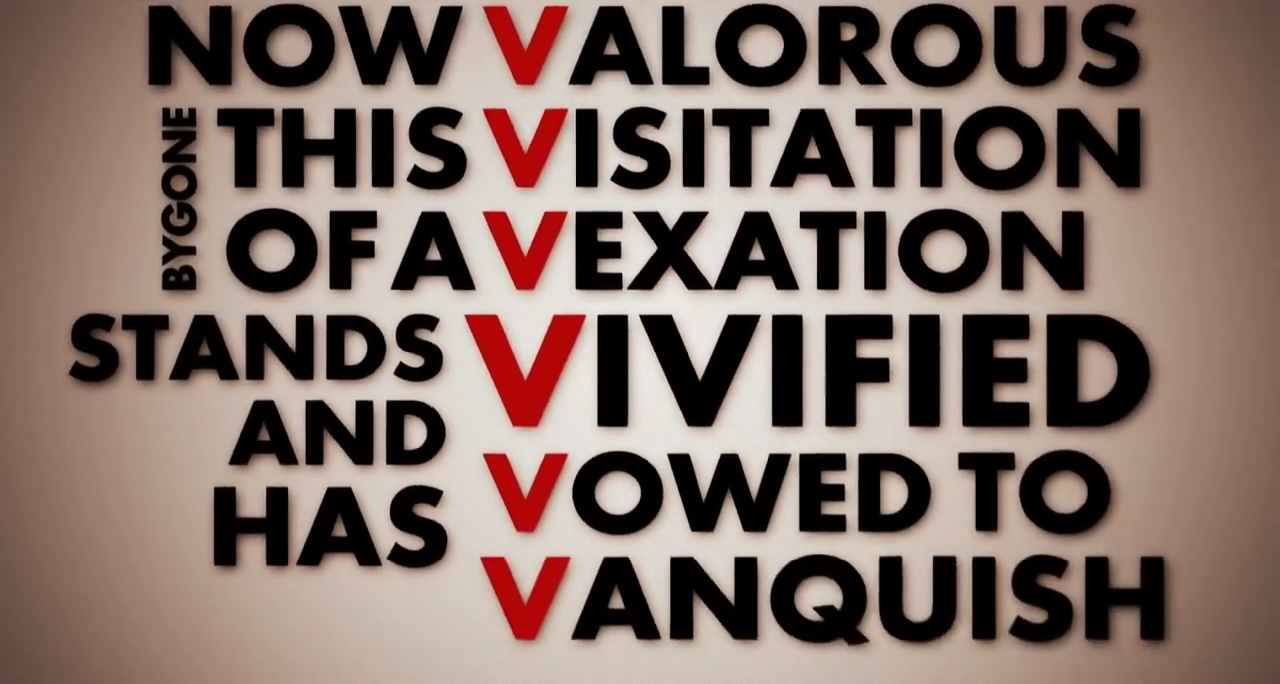 NOW VALOROUS
THIS VISITATION
OF A BYGONE VEXATION
STANDS VIVIFIED
AND
HAS VOWED TO
VANQUISH